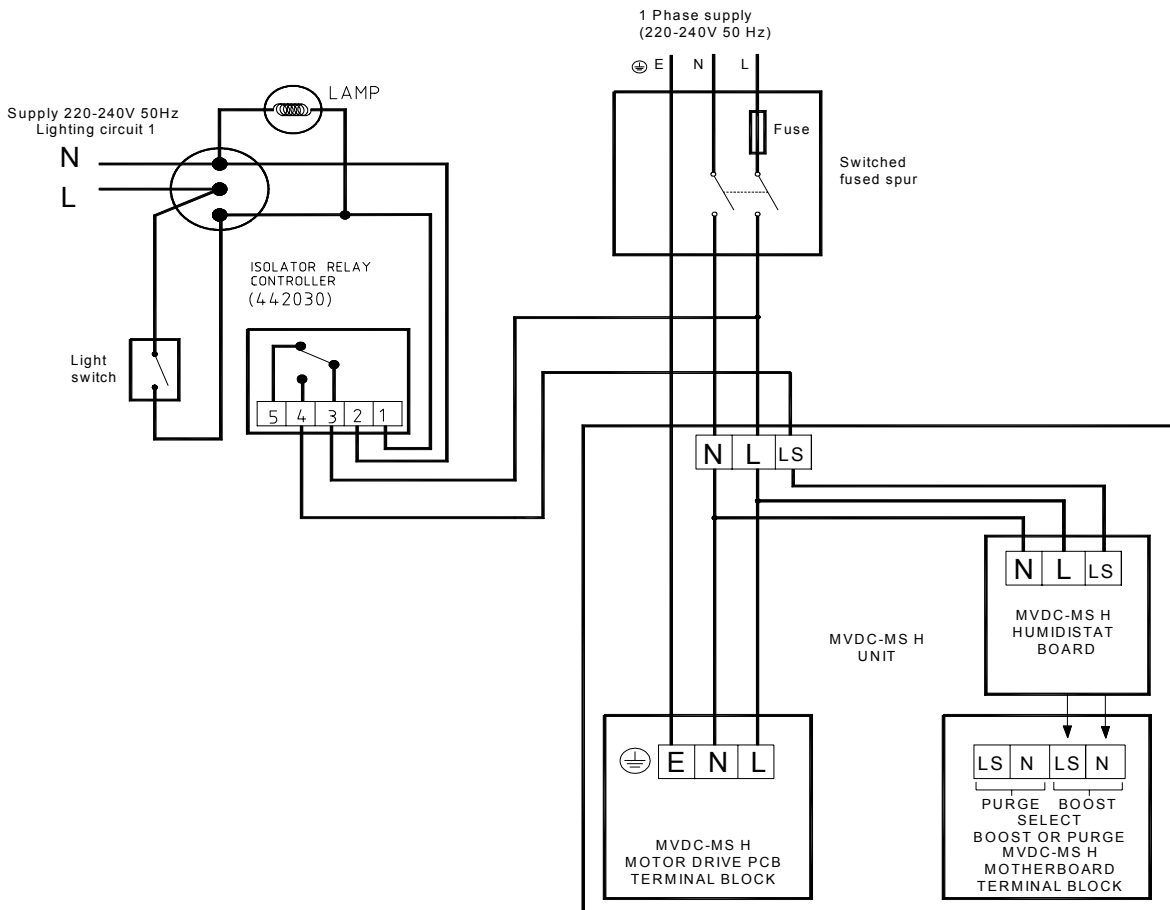 1 Phase supply
(220-240V 50 Hz)
E N L
LAMP
Supply 220-240V 50Hz
Lighting circuit 1
N
L
Fuse
Switched
fused spur
ISOLATOR RELAY
CONTROLLER
(442030)
Light
switch
5 4 3 2 1
N L LS
N L LS
MVDC-MS H
HUMIDISTAT
BOARD
MVDC-MS H
UNIT
E N L
MVDC-MS H
MOTOR DRIVE PCB
TERMINAL BLOCK
LS N LS N
PURGE BOOST
SELECT
BOOST OR PURGE
MVDC-MS H
MOTHERBOARD
TERMINAL BLOCK